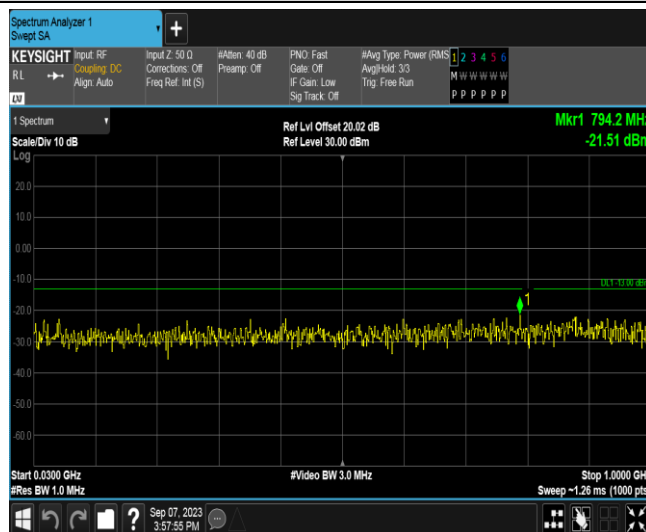 Spectrum Analyzer 1
Swept SA
+
KEYSIGHT
RL
LXI
Input: RF
Coupling: DC
Align: Auto
Input Z: 50 Ω
Corrections: Off
Freq Ref: Int (S)
#Atten: 40 dB
Preamp: Off
PNO: Fast
Gate: Off
IF Gain: Low
Sig Track: Off
#Avg Type: Power (RMS
Avg|Hold: 3/3
Trig: Free Run
1 2 3 4 5 6
M W W W W W
P P P P P P
1 Spectrum
Scale/Div 10 dB
Log
Ref Lvl Offset 20.02 dB
Ref Level 30.00 dBm
Mkr1 794.2 MHz
-21.51 dBm
20.0
10.0
0.00
-10.0
-20.0
-30.0
-40.0
-50.0
-60.0
DL1 -13.00 dBm
1
Start 0.0300 GHz
#Res BW 1.0 MHz
#Video BW 3.0 MHz
Stop 1.0000 GH
Sweep ~1.26 ms (1000 pts
?
Sep 07, 2023
3:57:55 PM